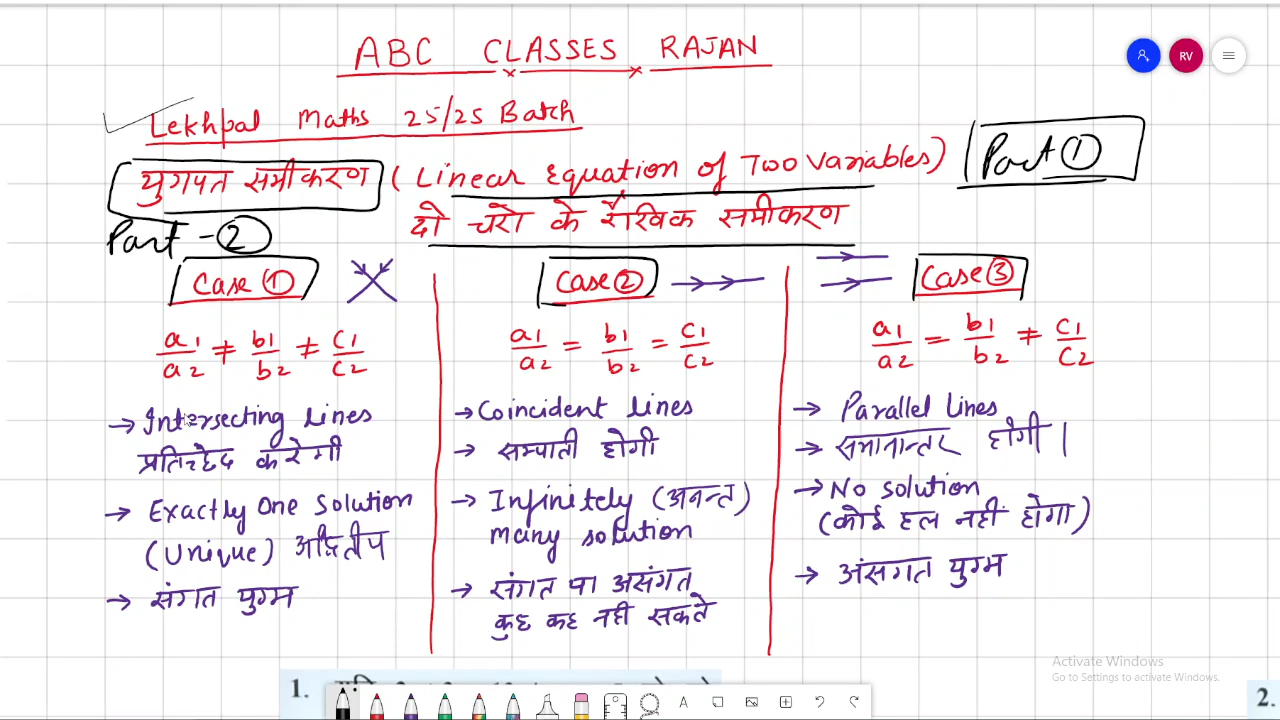 ABC CLASSES RAJAN
RV
Lekhpal Maths 25/25 Batch
युगपत समीकरण (Linear Equation of Two Variables)
Part ①
दो चरो के रैखिक समीकरण
Part - ②
Case ①
a1/a2 ≠ b1/b2 ≠ c1/c2
→ Intersecting lines
प्रतिच्छेद करेगी
→ Exactly One Solution
(Unique) अद्वितीय
→ संगत युग्म
Case ②
a1/a2 = b1/b2 = c1/c2
→ Coincident lines
→ सम्पाती होगी
→ Infinitely (अनन्त)
many solution
→ संगत या असंगत
कुछ कह नही सकते
Case ③
a1/a2 = b1/b2 ≠ c1/c2
→ Parallel Lines
→ समानान्तर होगी |
→ No solution
(कोई हल नहीं होगा)
→ अंसगत युग्म
Activate Windows
Go to Settings to activate Windows.
1.
A
2.